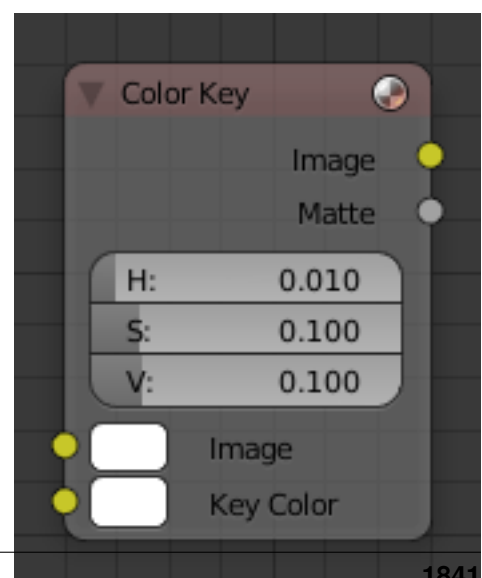 Color Key
Image
Matte
H: 0.010
S: 0.100
V: 0.100
Image
Key Color
1841